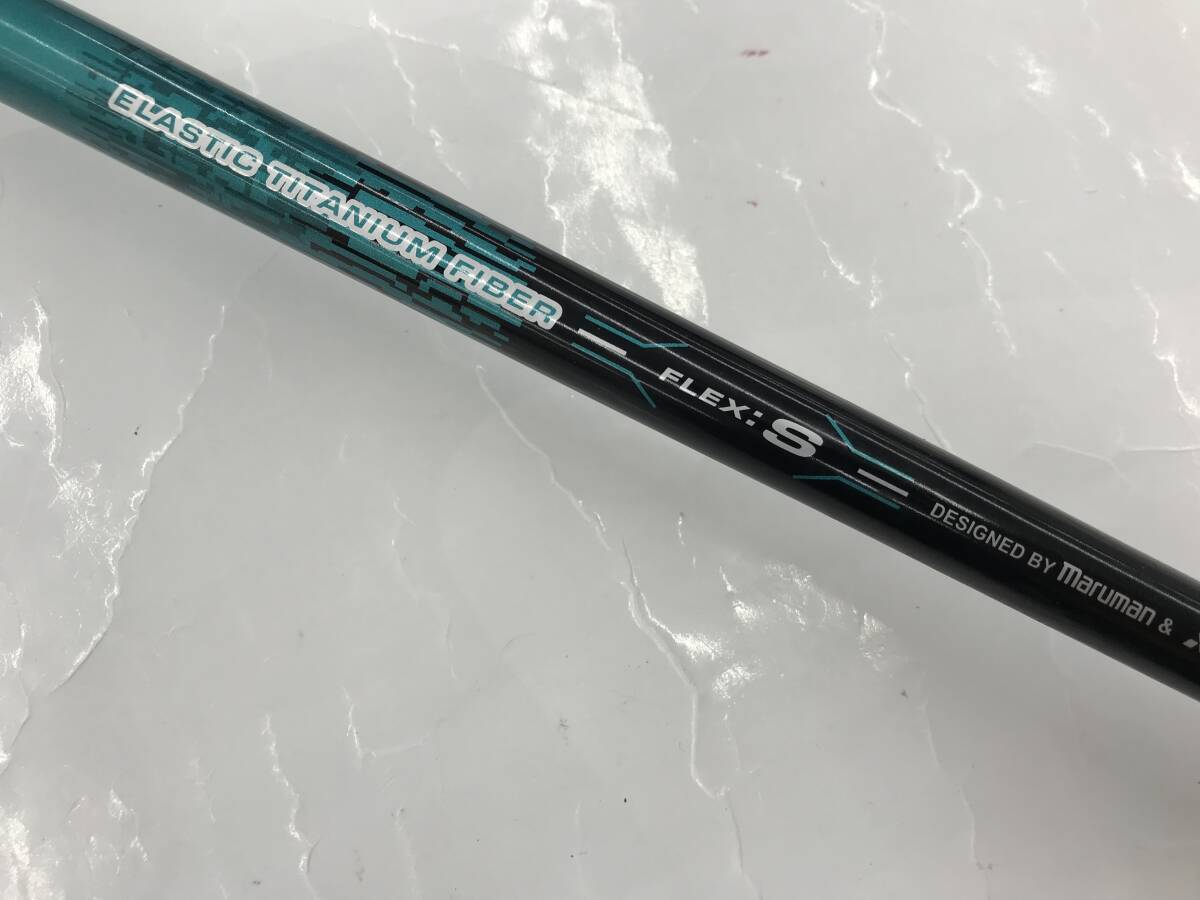 ELASTIC TITANIUM FIBER
FLEX: S
DESIGNED BY maruman &